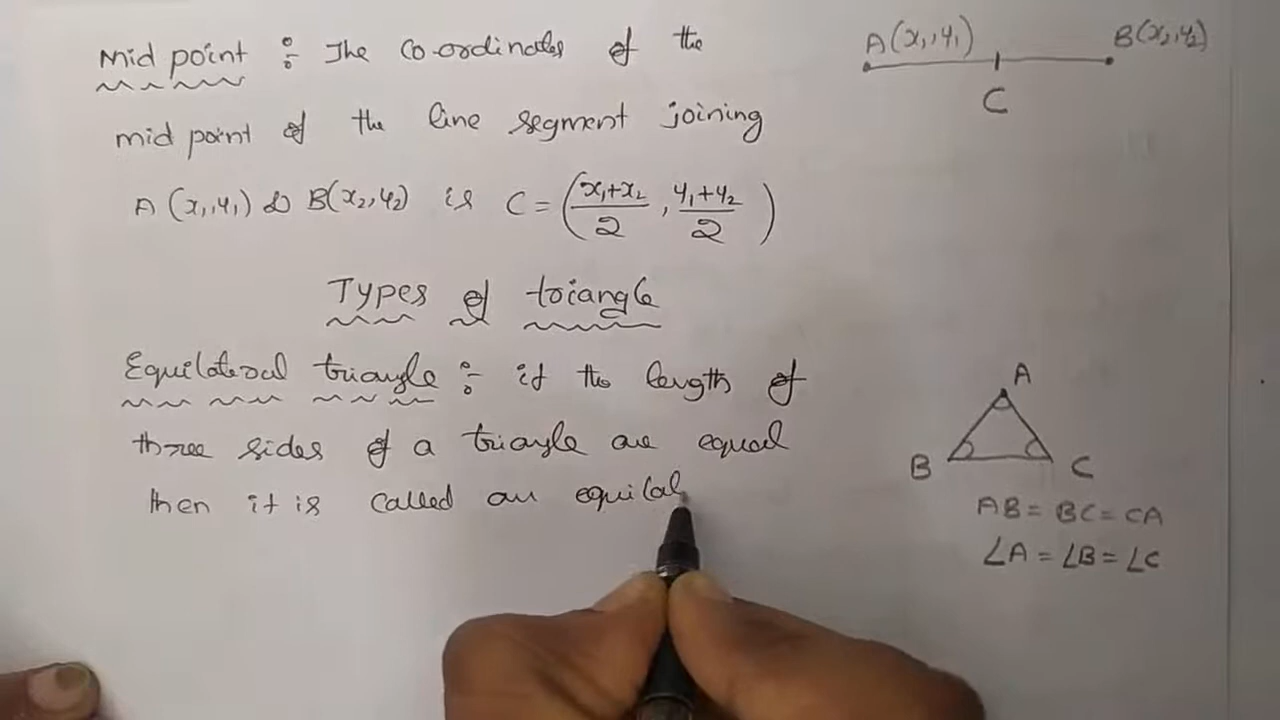 Mid point : The Co-ordinates of the
A(x₁,y₁) B(x₂,y₂)
C
mid point of the line segment joining
A (x₁,y₁) & B(x₂,y₂) is C = ((x₁+x₂)/2 , (y₁+y₂)/2)
Types of triangle
Equilateral triangle : if the length of
three sides of a triangle are equal
then it is called an equilat
A
B C
AB = BC = CA
∠A = ∠B = ∠C